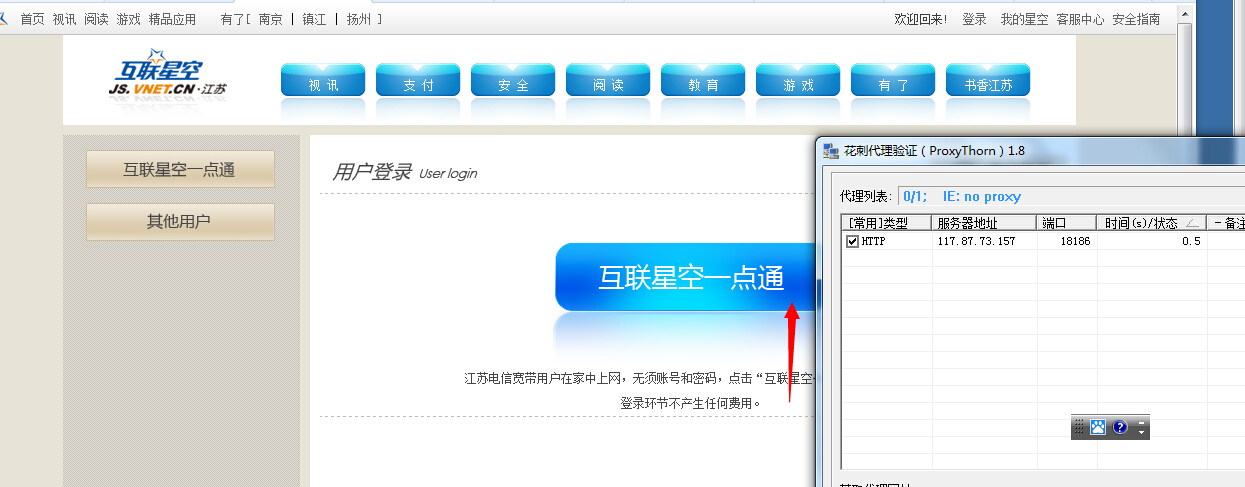 首页 视讯 阅读 游戏 精品应用 有了[ 南京 | 镇江 | 扬州 ] 欢迎回来! 登录 我的星空 客服中心 安全指南
互联星空
JS.VNET.CN·江苏
视 讯 支 付 安 全 阅 读 教 育 游 戏 有 了 书香江苏
互联星空一点通
其他用户
用户登录 User login
互联星空一点通
江苏电信宽带用户在家中上网,无须账号和密码,点击“互联星空
登录环节不产生任何费用。
花刺代理验证 ( ProxyThorn ) 1.8
代理列表: 0/1; IE: no proxy
[常用]类型 服务器地址 端口 时间(s)/状态 - 备注
HTTP 117.87.73.157 18186 0.5